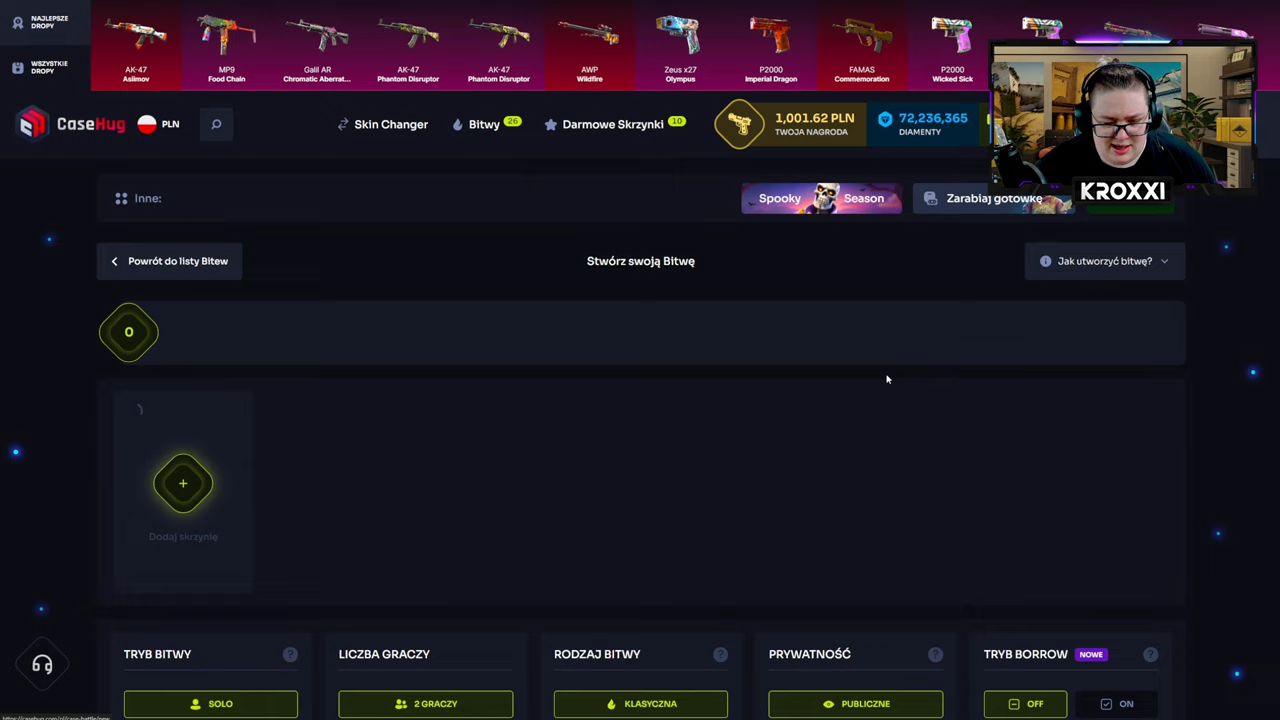 NAJLEPSZE
DROPY
WSZYSTKIE
DROPY
AK-47
Asiimov
MP9
Food Chain
Galil AR
Chromatic Aberrat...
AK-47
Phantom Disruptor
AK-47
Phantom Disruptor
AWP
Wildfire
Zeus x27
Olympus
P2000
Imperial Dragon
FAMAS
Commemoration
P2000
Wicked Sick
CaseHug
PLN
Skin Changer
Bitwy 26
Darmowe Skrzynki 10
1,001.62 PLN
TWOJA NAGRODA
72,236,365
DIAMENTY
KROXXI
Inne:
Spooky Season
Zarabiaj gotówkę
Powrót do listy Bitew
Stwórz swoją Bitwę
Jak utworzyć bitwę?
0
+
Dodaj skrzynię
TRYB BITWY ?
LICZBA GRACZY
RODZAJ BITWY ?
PRYWATNOŚĆ ?
TRYB BORROW NOWE ?
SOLO
2 GRACZY
KLASYCZNA
PUBLICZNE
OFF
ON